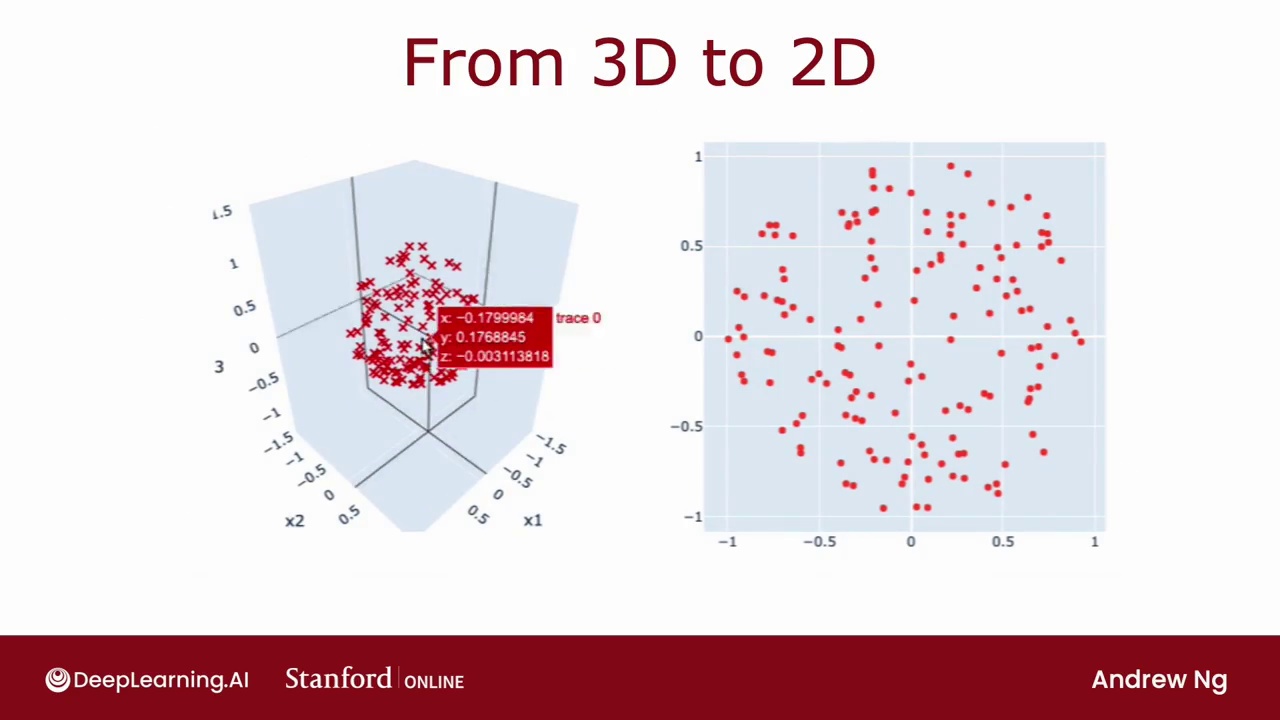 From 3D to 2D
1.5
1
0.5
0
3
−0.5
−1
−1.5
−1
−0.5
0
0.5
x2
−1.5
−1
−0.5
0
0.5
x1
x: −0.1799984
y: 0.1768845
z: −0.003113818
trace 0
1
0.5
0
−0.5
−1
−1 −0.5 0 0.5 1
DeepLearning.AI
Stanford ONLINE
Andrew Ng